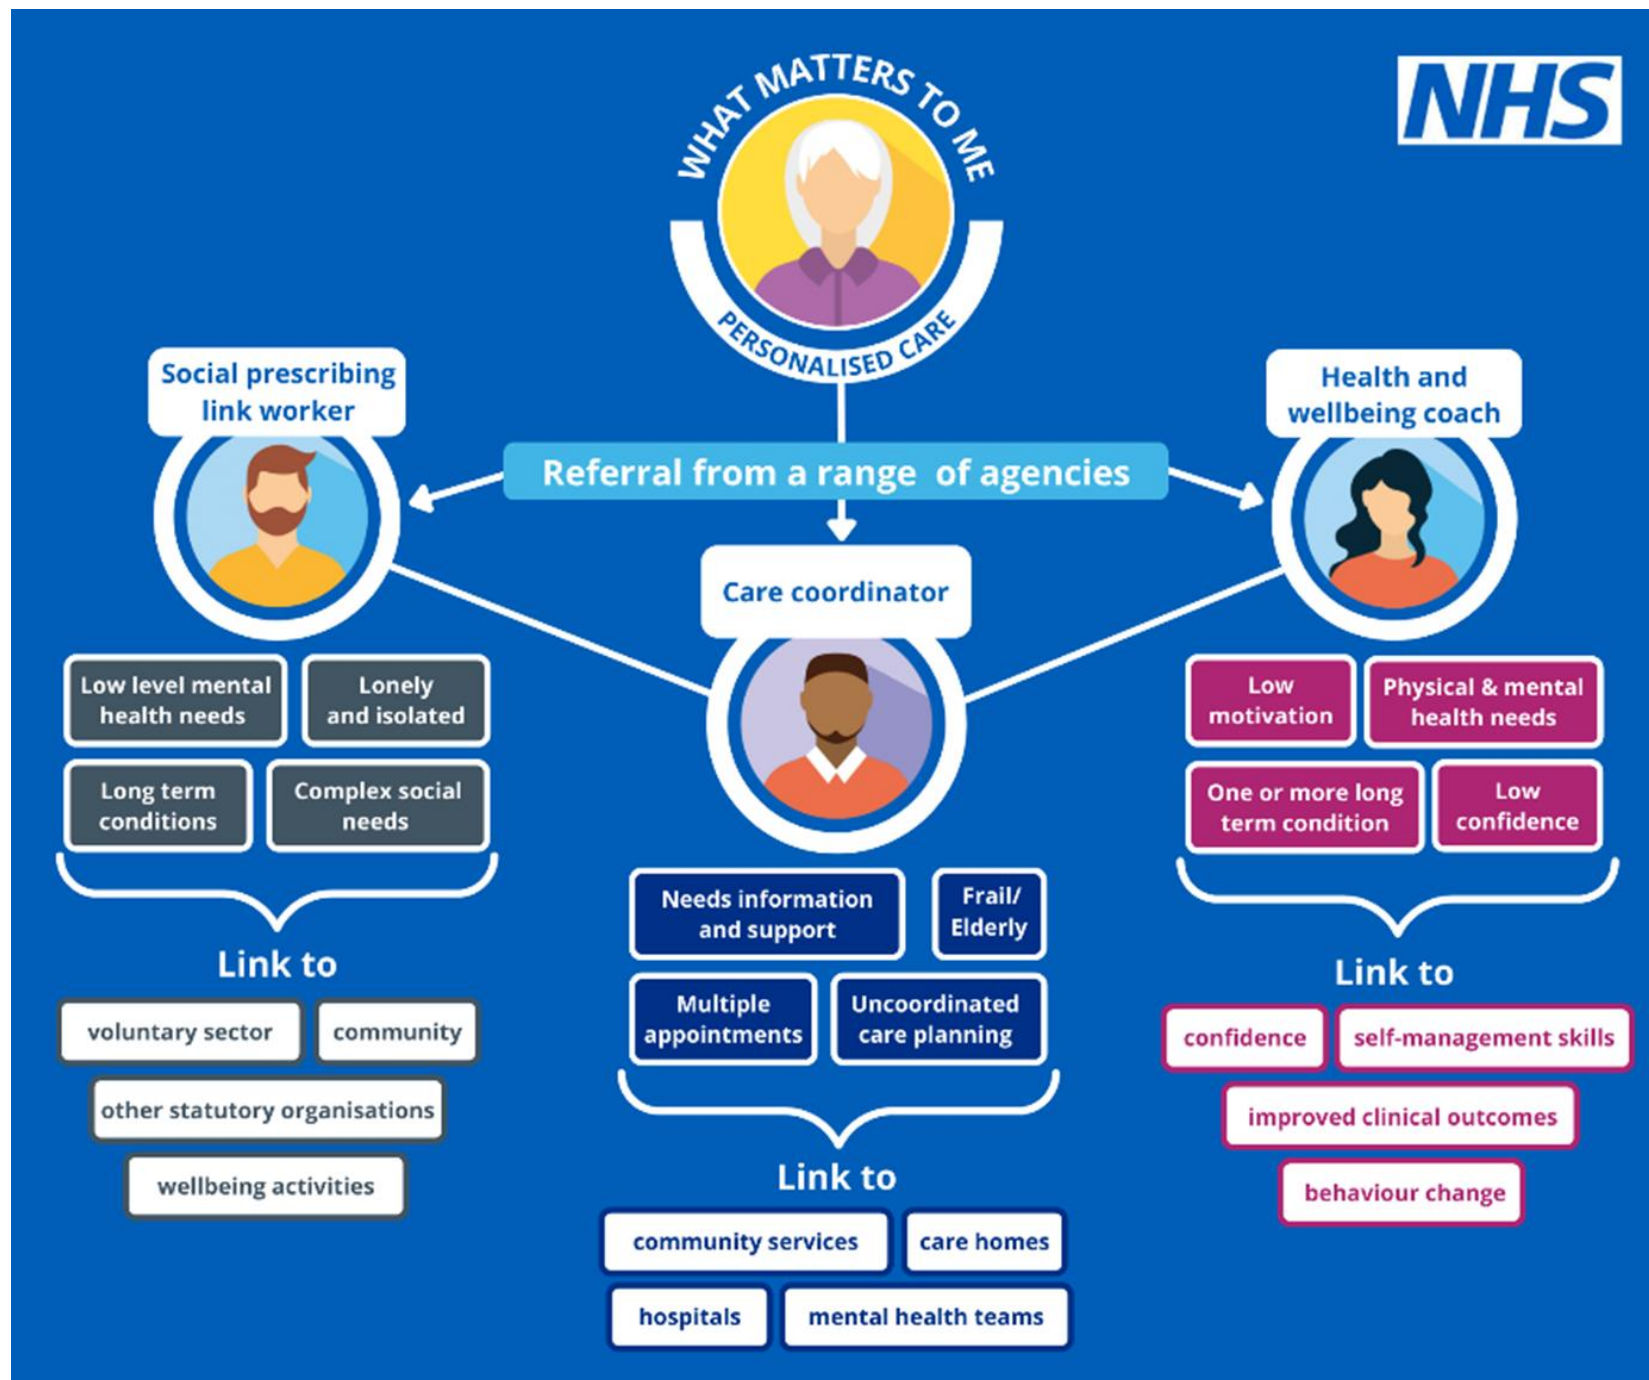 WHAT MATTERS TO ME
NHS
PERSONALISED CARE
Social prescribing
link worker
Health and
wellbeing coach
Referral from a range of agencies
Care coordinator
Low level mental
health needs
Lonely
and isolated
Long term
conditions
Complex social
needs
Link to
voluntary sector
community
other statutory organisations
wellbeing activities
Needs information
and support
Frail/
Elderly
Multiple
appointments
Uncoordinated
care planning
Link to
community services
care homes
hospitals
mental health teams
Low
motivation
Physical & mental
health needs
One or more long
term condition
Low
confidence
Link to
confidence
self-management skills
improved clinical outcomes
behaviour change